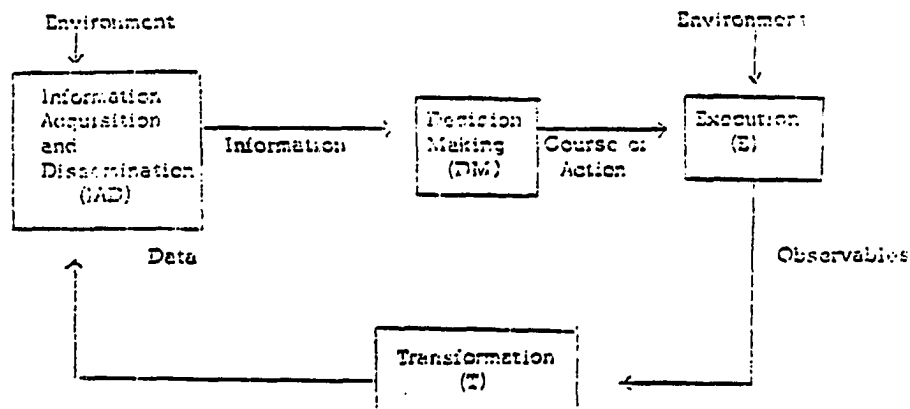 Environment
Environment
Information
Acquisition
and
Dissemination
(IAD)
Information
Decision
Making
(DM)
Course of
Action
Execution
(E)
Data
Observables
Transformation
(T)